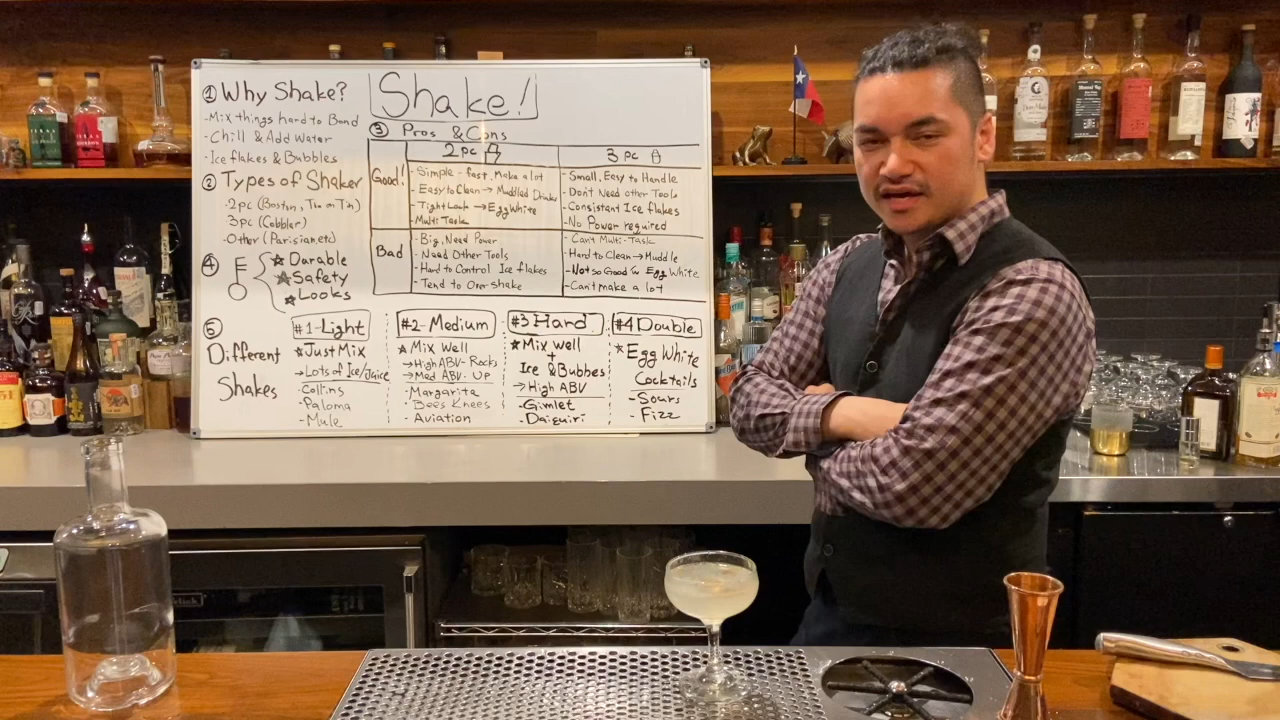 Shake!
① Why Shake?
-Mix things hard to Bond
-Chill & Add Water
-Ice flakes & Bubbles
② Types of Shaker
·2pc (Boston, Tin on Tin)
3pc (Cobbler)
-Other (Parisian, etc)
③ Pros & Cons
2pc
3 pc
Good!
-Simple - fast, Make a lot
- Easy to Clean → Muddled Drinks
- Tight Lock → Egg White
- Multi Task
-Small, Easy to Handle
-Don't Need other Tools
-Consistant Ice flakes
-No Power required
Bad
-Big, Need Power
- Need Other Tools
- Hard to Control Ice flakes
- Tend to Over shake
-Can't Multi-Task
-Hard to Clean → Muddle
-Not so Good w Egg White
-Can't make a lot
④
★ Durable
★ Safety
★ Looks
⑤ Different Shakes
#1-Light
★ Just Mix
→Lots of Ice/Juice
-Collins
-Paloma
-Mule
#2-Medium
★ Mix Well
→High ABV- Rocks
→Med ABV- Up
-Margarita
-Bees Knees
- Aviation
#3 Hard
★ Mix well
+
Ice & Bubbes
→ High ABV
- Gimlet
- Daiquiri
#4 Double
★ Egg White
Cocktails
-Sours
- Fizz